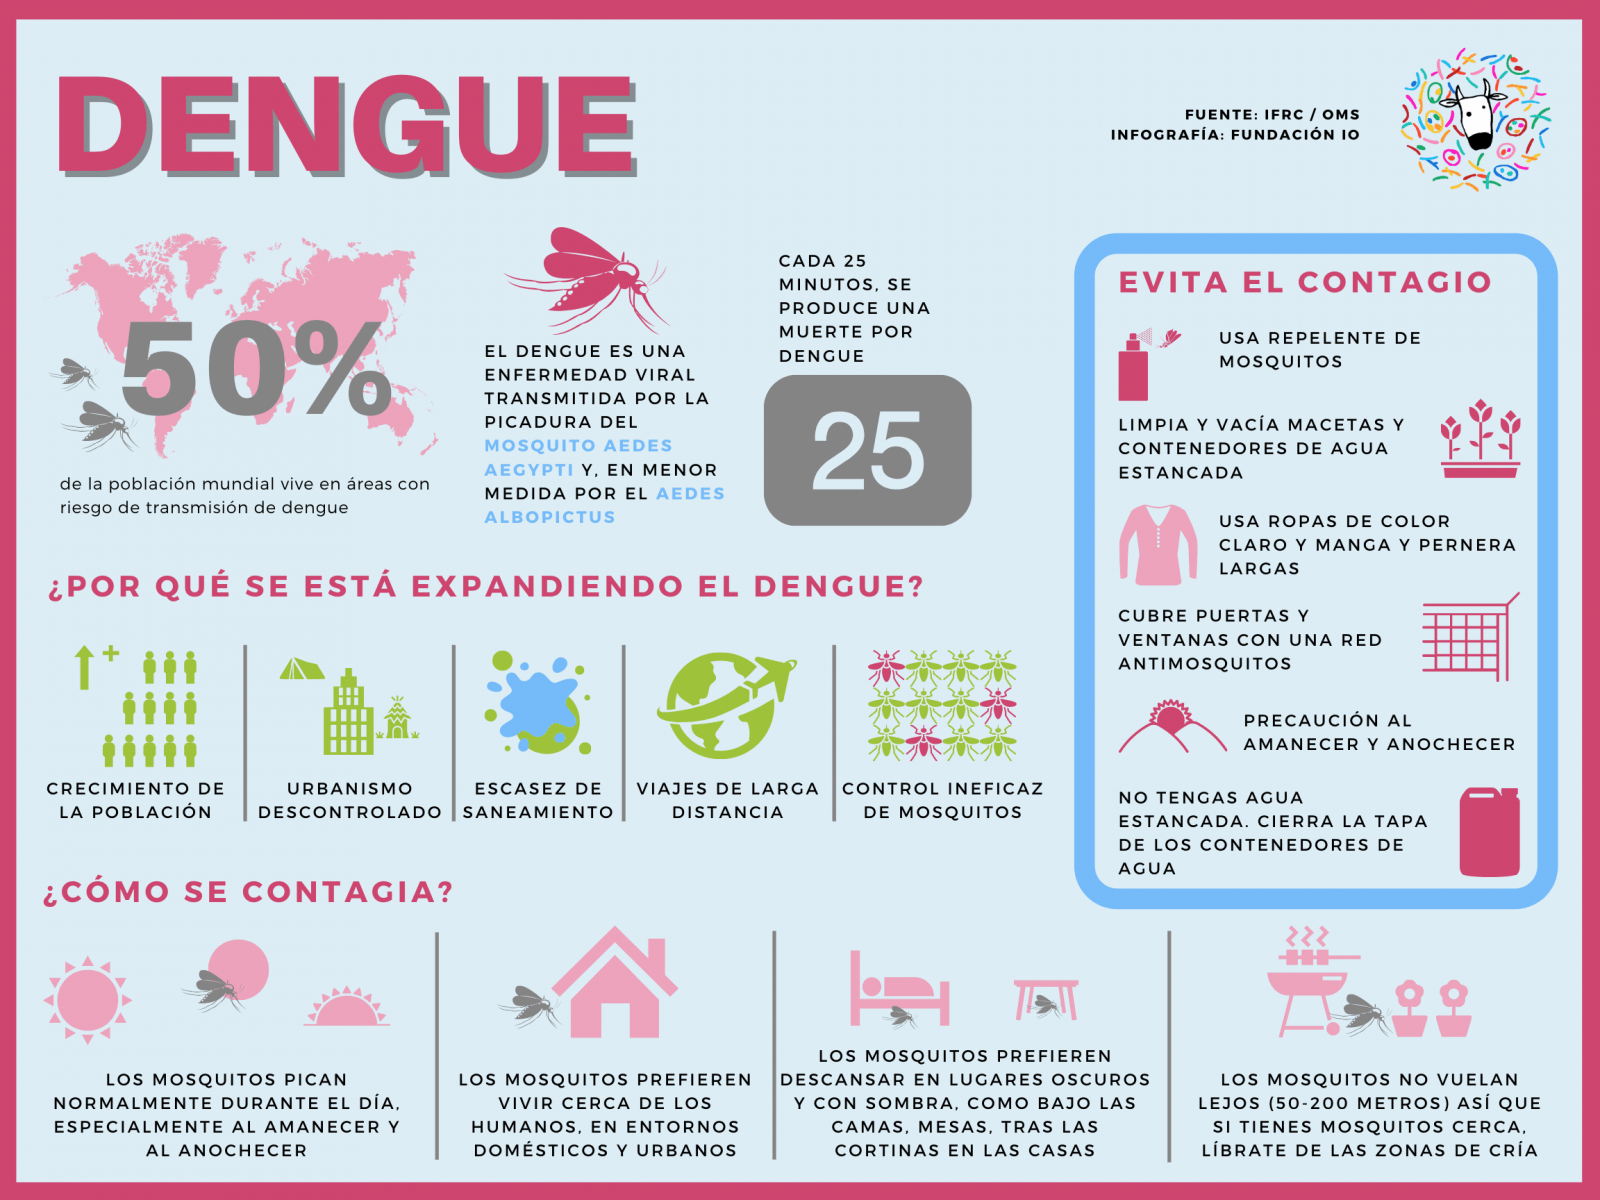 DENGUE
FUENTE: IFRC / OMS
INFOGRAFÍA: FUNDACIÓN IO
50%
de la población mundial vive en áreas con
riesgo de transmisión de dengue
EL DENGUE ES UNA
ENFERMEDAD VIRAL
TRANSMITIDA POR LA
PICADURA DEL
MOSQUITO AEDES
AEGYPTI Y, EN MENOR
MEDIDA POR EL AEDES
ALBOPICTUS
CADA 25
MINUTOS, SE
PRODUCE UNA
MUERTE POR
DENGUE
25
EVITA EL CONTAGIO
USA REPELENTE DE
MOSQUITOS
LIMPIA Y VACÍA MACETAS Y
CONTENEDORES DE AGUA
ESTANCADA
USA ROPAS DE COLOR
CLARO Y MANGA Y PERNERA
LARGAS
CUBRE PUERTAS Y
VENTANAS CON UNA RED
ANTIMOSQUITOS
PRECAUCIÓN AL
AMANECER Y ANOCHECER
NO TENGAS AGUA
ESTANCADA. CIERRA LA TAPA
DE LOS CONTENEDORES DE
AGUA
¿POR QUÉ SE ESTÁ EXPANDIENDO EL DENGUE?
CRECIMIENTO DE
LA POBLACIÓN
URBANISMO
DESCONTROLADO
ESCASEZ DE
SANEAMIENTO
VIAJES DE LARGA
DISTANCIA
CONTROL INEFICAZ
DE MOSQUITOS
¿CÓMO SE CONTAGIA?
LOS MOSQUITOS PICAN
NORMALMENTE DURANTE EL DÍA,
ESPECIALMENTE AL AMANECER Y
AL ANOCHECER
LOS MOSQUITOS PREFIEREN
VIVIR CERCA DE LOS
HUMANOS, EN ENTORNOS
DOMÉSTICOS Y URBANOS
LOS MOSQUITOS PREFIEREN
DESCANSAR EN LUGARES OSCUROS
Y CON SOMBRA, COMO BAJO LAS
CAMAS, MESAS, TRAS LAS
CORTINAS EN LAS CASAS
LOS MOSQUITOS NO VUELAN
LEJOS (50-200 METROS) ASÍ QUE
SI TIENES MOSQUITOS CERCA,
LÍBRATE DE LAS ZONAS DE CRÍA